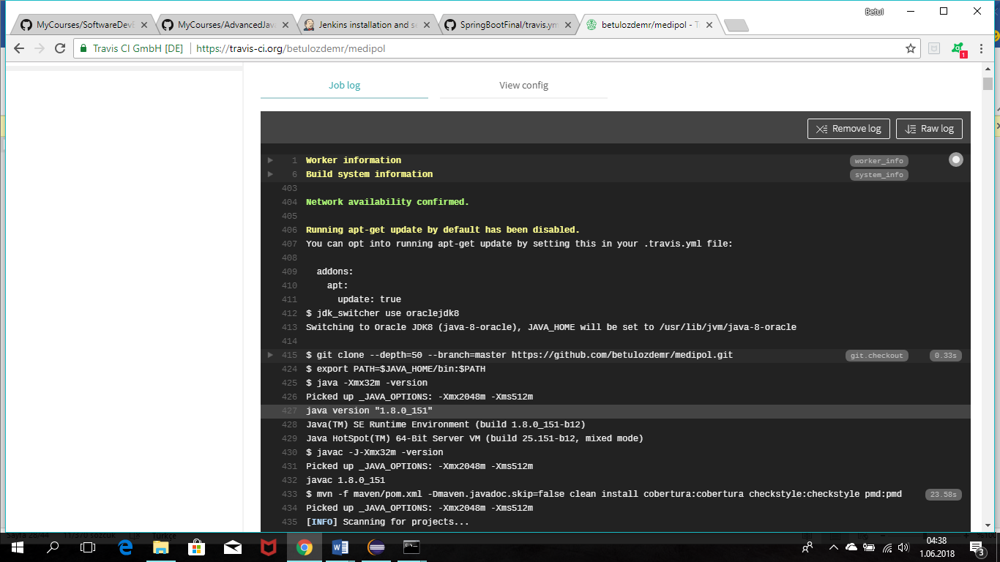 Betul
MyCourses/SoftwareDevE
MyCourses/AdvancedJava
Jenkins installation and se
SpringBootFinal/travis.ym
betulozdemr/medipol - T
Travis CI GmbH [DE]
https://travis-ci.org/betulozdemr/medipol
1
Job log
View config
Remove log
Raw log
1 Worker information worker_info
6 Build system information system_info
403
404 Network availability confirmed.
405
406 Running apt-get update by default has been disabled.
407 You can opt into running apt-get update by setting this in your .travis.yml file:
408
409 addons:
410 apt:
411 update: true
412 $ jdk_switcher use oraclejdk8
413 Switching to Oracle JDK8 (java-8-oracle), JAVA_HOME will be set to /usr/lib/jvm/java-8-oracle
414
415 $ git clone --depth=50 --branch=master https://github.com/betulozdemr/medipol.git git.checkout 0.33s
424 $ export PATH=$JAVA_HOME/bin:$PATH
425 $ java -Xmx32m -version
426 Picked up _JAVA_OPTIONS: -Xmx2048m -Xms512m
427 java version "1.8.0_151"
428 Java(TM) SE Runtime Environment (build 1.8.0_151-b12)
429 Java HotSpot(TM) 64-Bit Server VM (build 25.151-b12, mixed mode)
430 $ javac -J-Xmx32m -version
431 Picked up _JAVA_OPTIONS: -Xmx2048m -Xms512m
432 javac 1.8.0_151
433 $ mvn -f maven/pom.xml -Dmaven.javadoc.skip=false clean install cobertura:cobertura checkstyle:checkstyle pmd:pmd 23.58s
434 Picked up _JAVA_OPTIONS: -Xmx2048m -Xms512m
435 [INFO] Scanning for projects...
Sayfa 28/44 11/370 sözcük Türkçe %100
04:38
1.06.2018
3